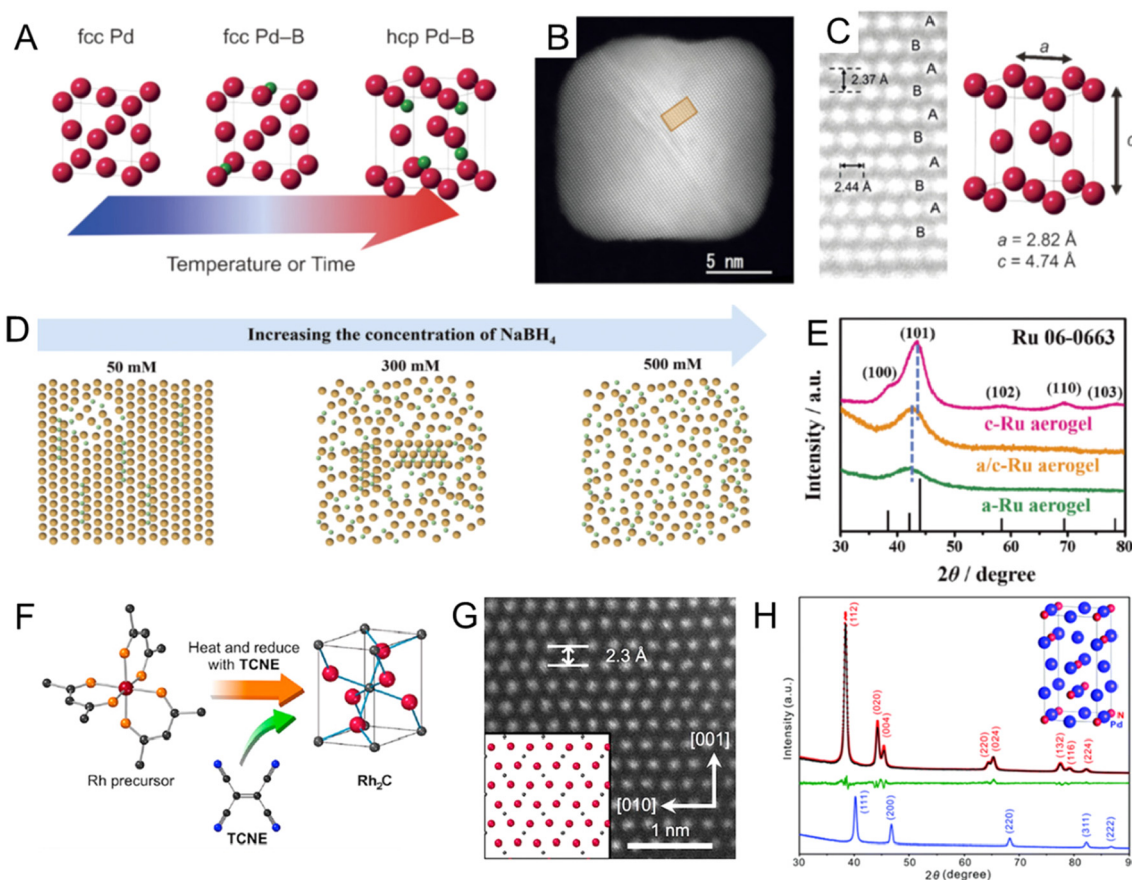 A
fcc Pd
fcc Pd–B
hcp Pd–B
Temperature or Time
B
5 nm
C
A
B
A
2.37 Å
B
A
B
A
2.44 Å
B
A
B
a
c
a = 2.82 Å
c = 4.74 Å
D
Increasing the concentration of NaBH₄
50 mM
300 mM
500 mM
E
Intensity / a.u.
Ru 06-0663
(101)
(100)
(102)
(110)
(103)
c-Ru aerogel
a/c-Ru aerogel
a-Ru aerogel
30 40 50 60 70 80
2θ / degree
F
Heat and reduce
with TCNE
Rh precursor
TCNE
Rh₂C
G
2.3 Å
[001]
[010]
1 nm
H
Intensity (a.u.)
(112)
(020)
(004)
(220)
(024)
(132)
(116)
(224)
N
Pd
(111)
(200)
(220)
(311)
(222)
30 40 50 60 70 80 90
2θ (degree)